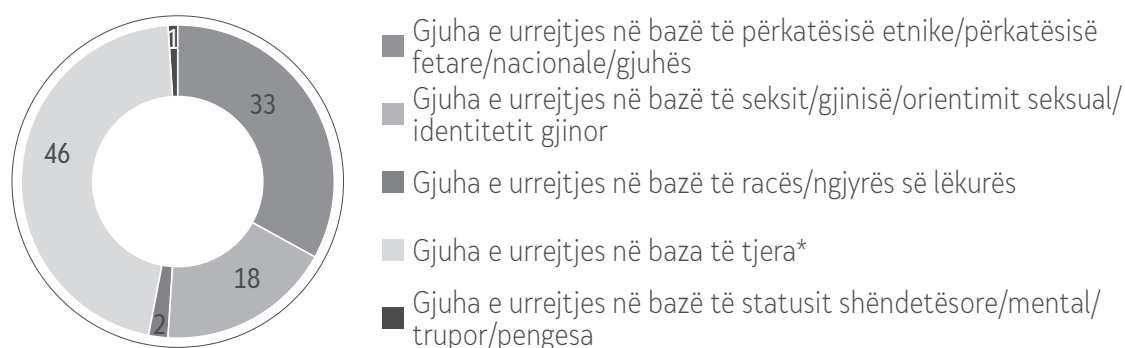 1
33
46
18
2
Gjuha e urrejtjes në bazë të përkatësisë etnike/përkatësisë
fetare/nacionale/gjuhës
Gjuha e urrejtjes në bazë të seksit/gjinisë/orientimit seksual/
identitetit gjinor
Gjuha e urrejtjes në bazë të racës/ngjyrës së lëkurës
Gjuha e urrejtjes në baza të tjera*
Gjuha e urrejtjes në bazë të statusit shëndetësore/mental/
trupor/pengesa